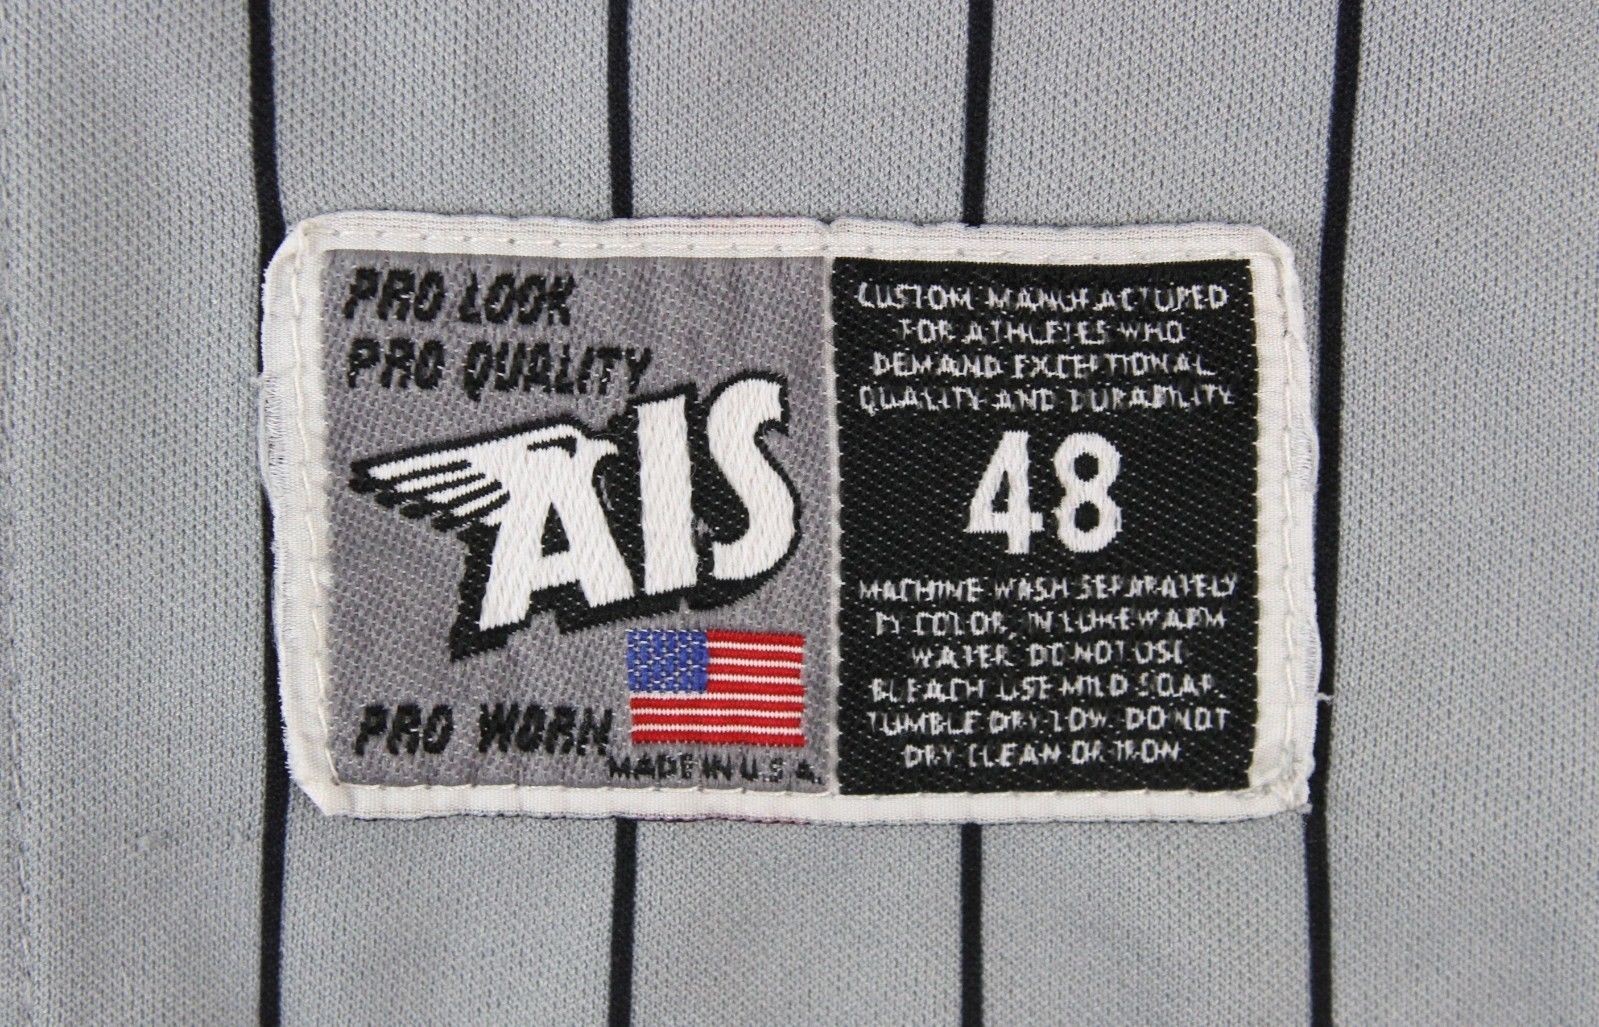 PRO LOOK
PRO QUALITY
AIS
PRO WORN
MADE IN U.S.A.
CUSTOM MANUFACTURED
FOR ATHLETES WHO
DEMAND EXCEPTIONAL
QUALITY AND DURABILITY
48
MACHINE WASH SEPARATELY
BY COLOR, IN LUKEWARM
WATER. DO NOT USE
BLEACH. USE MILD SOAP.
TUMBLE DRY LOW. DO NOT
DRY CLEAN OR IRON